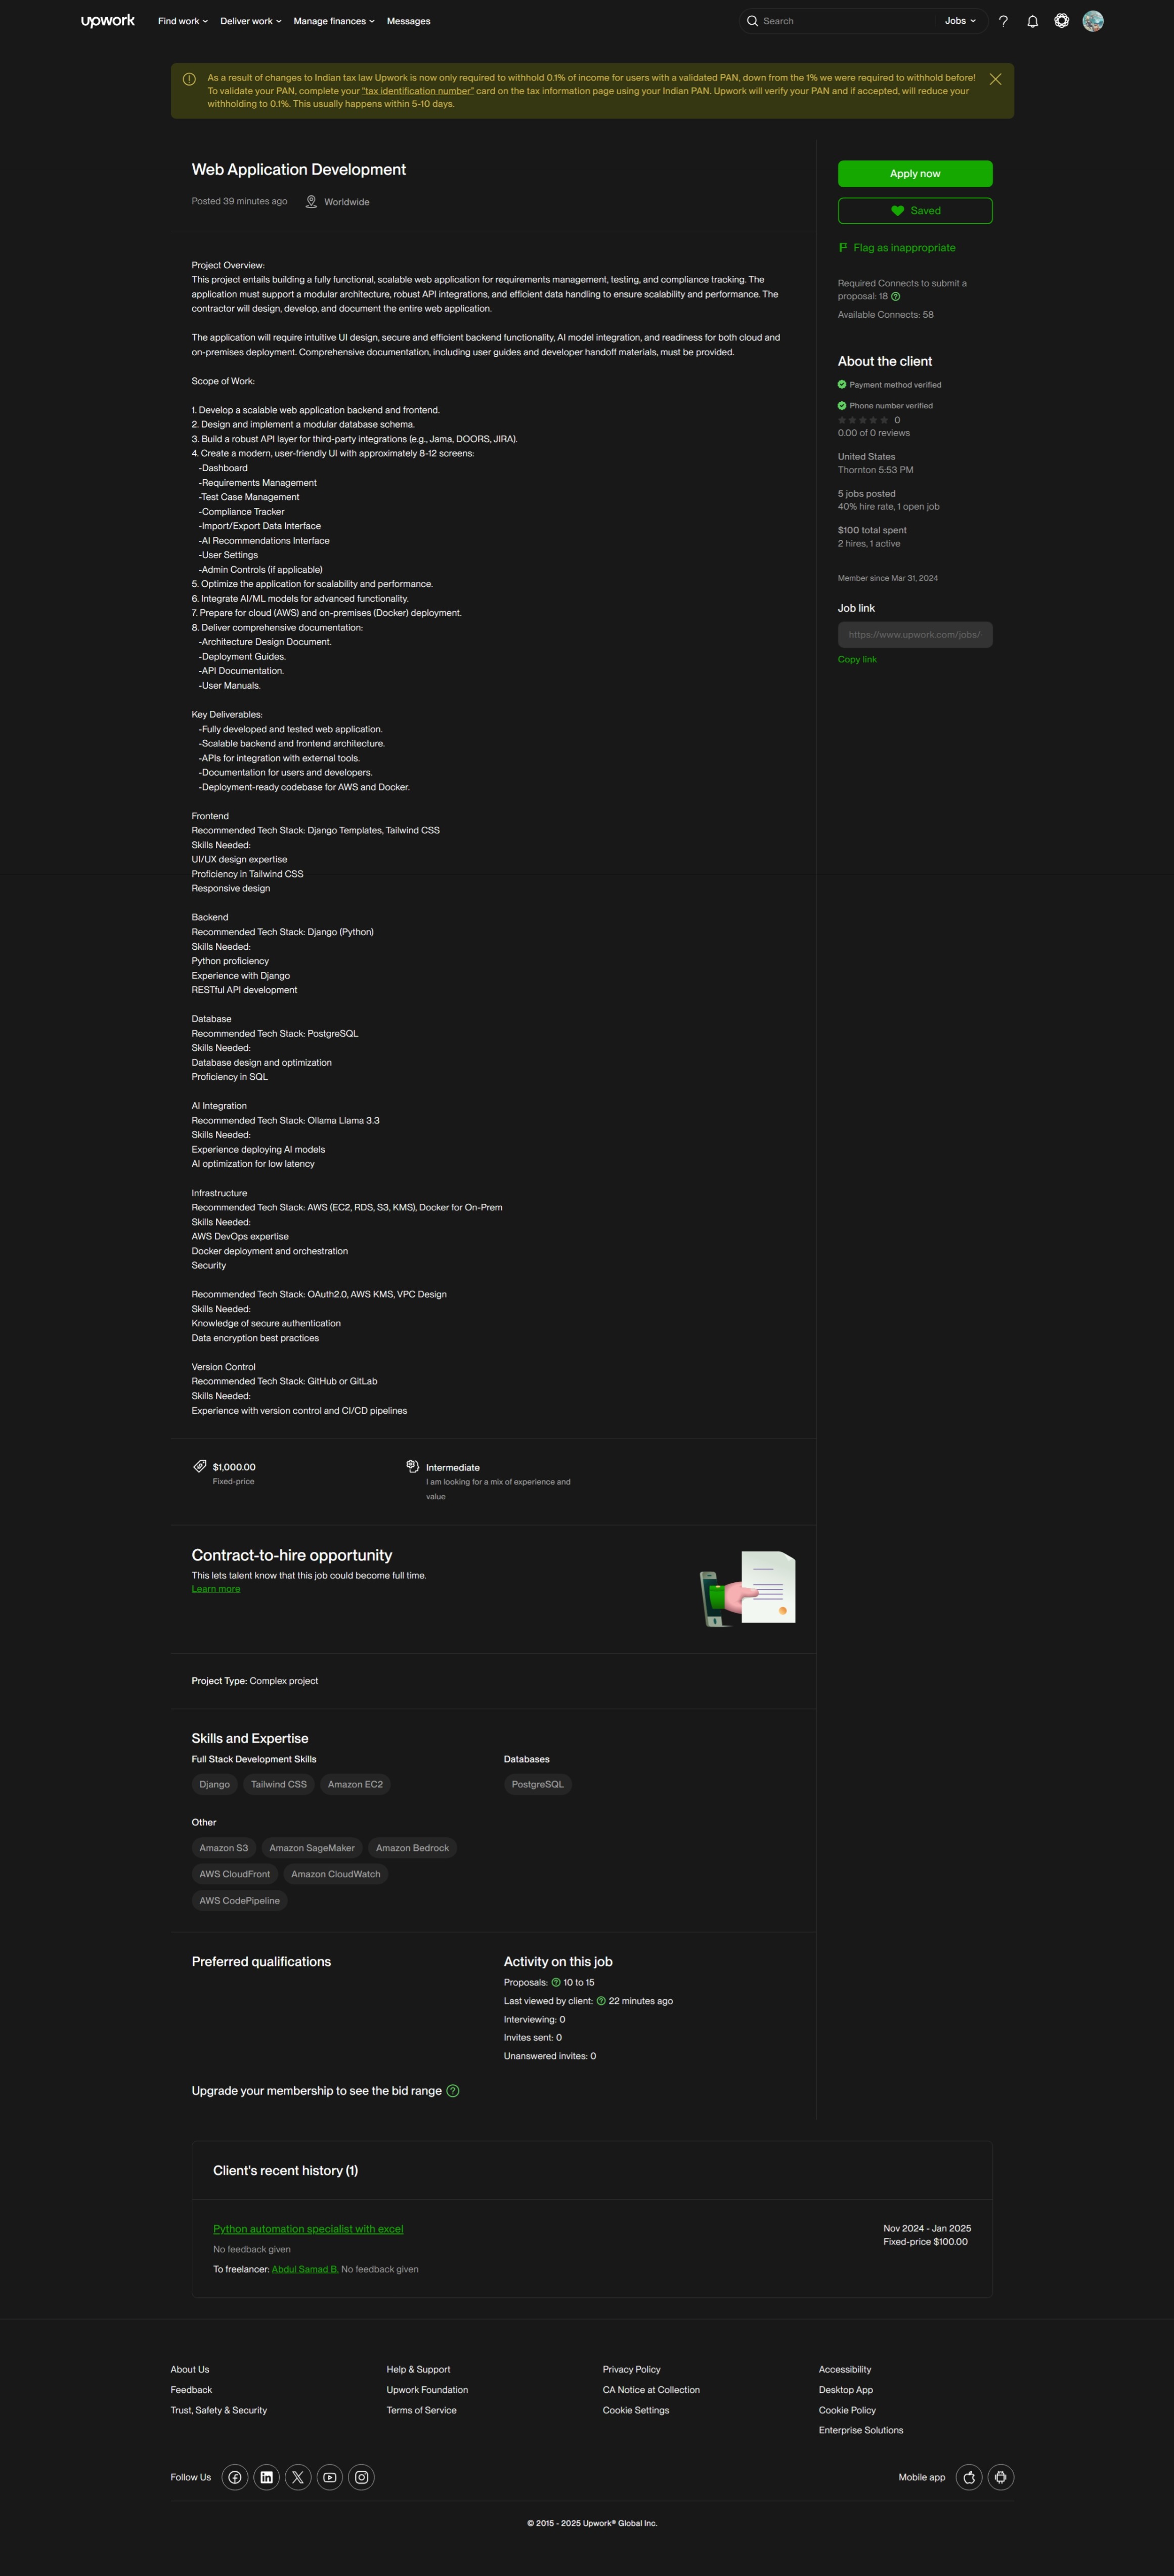 upwork
Find work
Deliver work
Manage finances
Messages
Search
Jobs
As a result of changes to Indian tax law Upwork is now only required to withhold 0.1% of income for users with a validated PAN, down from the 1% we were required to withhold before!
To validate your PAN, complete your "tax identification number" card on the tax information page using your Indian PAN. Upwork will verify your PAN and if accepted, will reduce your
withholding to 0.1%. This usually happens within 5-10 days.
Web Application Development
Posted 39 minutes ago
Worldwide
Project Overview:
This project entails building a fully functional, scalable web application for requirements management, testing, and compliance tracking. The
application must support a modular architecture, robust API integrations, and efficient data handling to ensure scalability and performance. The
contractor will design, develop, and document the entire web application.
The application will require intuitive UI design, secure and efficient backend functionality, AI model integration, and readiness for both cloud and
on-premises deployment. Comprehensive documentation, including user guides and developer handoff materials, must be provided.
Scope of Work:
1. Develop a scalable web application backend and frontend.
2. Design and implement a modular database schema.
3. Build a robust API layer for third-party integrations (e.g., Jama, DOORS, JIRA).
4. Create a modern, user-friendly UI with approximately 8-12 screens:
-Dashboard
-Requirements Management
-Test Case Management
-Compliance Tracker
-Import/Export Data Interface
-AI Recommendations Interface
-User Settings
-Admin Controls (if applicable)
5. Optimize the application for scalability and performance.
6. Integrate AI/ML models for advanced functionality.
7. Prepare for cloud (AWS) and on-premises (Docker) deployment.
8. Deliver comprehensive documentation:
-Architecture Design Document.
-Deployment Guides.
-API Documentation.
-User Manuals.
Key Deliverables:
-Fully developed and tested web application.
-Scalable backend and frontend architecture.
-APIs for integration with external tools.
-Documentation for users and developers.
-Deployment-ready codebase for AWS and Docker.
Frontend
Recommended Tech Stack: Django Templates, Tailwind CSS
Skills Needed:
UI/UX design expertise
Proficiency in Tailwind CSS
Responsive design
Backend
Recommended Tech Stack: Django (Python)
Skills Needed:
Python proficiency
Experience with Django
RESTful API development
Database
Recommended Tech Stack: PostgreSQL
Skills Needed:
Database design and optimization
Proficiency in SQL
AI Integration
Recommended Tech Stack: Ollama Llama 3.3
Skills Needed:
Experience deploying AI models
AI optimization for low latency
Infrastructure
Recommended Tech Stack: AWS (EC2, RDS, S3, KMS), Docker for On-Prem
Skills Needed:
AWS DevOps expertise
Docker deployment and orchestration
Security
Recommended Tech Stack: OAuth2.0, AWS KMS, VPC Design
Skills Needed:
Knowledge of secure authentication
Data encryption best practices
Version Control
Recommended Tech Stack: GitHub or GitLab
Skills Needed:
Experience with version control and CI/CD pipelines
$1,000.00
Fixed-price
Intermediate
I am looking for a mix of experience and
value
Contract-to-hire opportunity
This lets talent know that this job could become full time.
Learn more
Project Type: Complex project
Skills and Expertise
Full Stack Development Skills
Django
Tailwind CSS
Amazon EC2
Databases
PostgreSQL
Other
Amazon S3
Amazon SageMaker
Amazon Bedrock
AWS CloudFront
Amazon CloudWatch
AWS CodePipeline
Preferred qualifications
Activity on this job
Proposals: 10 to 15
Last viewed by client: 22 minutes ago
Interviewing: 0
Invites sent: 0
Unanswered invites: 0
Upgrade your membership to see the bid range
Apply now
Saved
Flag as inappropriate
Required Connects to submit a
proposal: 18
Available Connects: 58
About the client
Payment method verified
Phone number verified
0
0.00 of 0 reviews
United States
Thornton 5:53 PM
5 jobs posted
40% hire rate, 1 open job
$100 total spent
2 hires, 1 active
Member since Mar 31, 2024
Job link
https://www.upwork.com/jobs/
Copy link
Client's recent history (1)
Python automation specialist with excel
No feedback given
To freelancer: Abdul Samad B. No feedback given
Nov 2024 - Jan 2025
Fixed-price $100.00
About Us
Feedback
Trust, Safety & Security
Help & Support
Upwork Foundation
Terms of Service
Privacy Policy
CA Notice at Collection
Cookie Settings
Accessibility
Desktop App
Cookie Policy
Enterprise Solutions
Follow Us
Mobile app
© 2015 - 2025 Upwork® Global Inc.